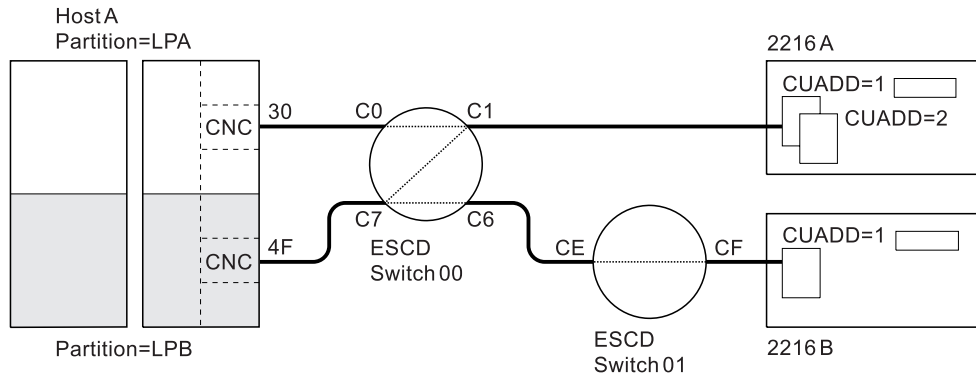 Host A
Partition=LPA
2216 A
CUADD=1
CUADD=2
30
C0
C1
CNC
C7
C6
4F
CNC
ESCD
Switch 00
CE
CF
CUADD=1
ESCD
Switch 01
Partition=LPB
2216 B